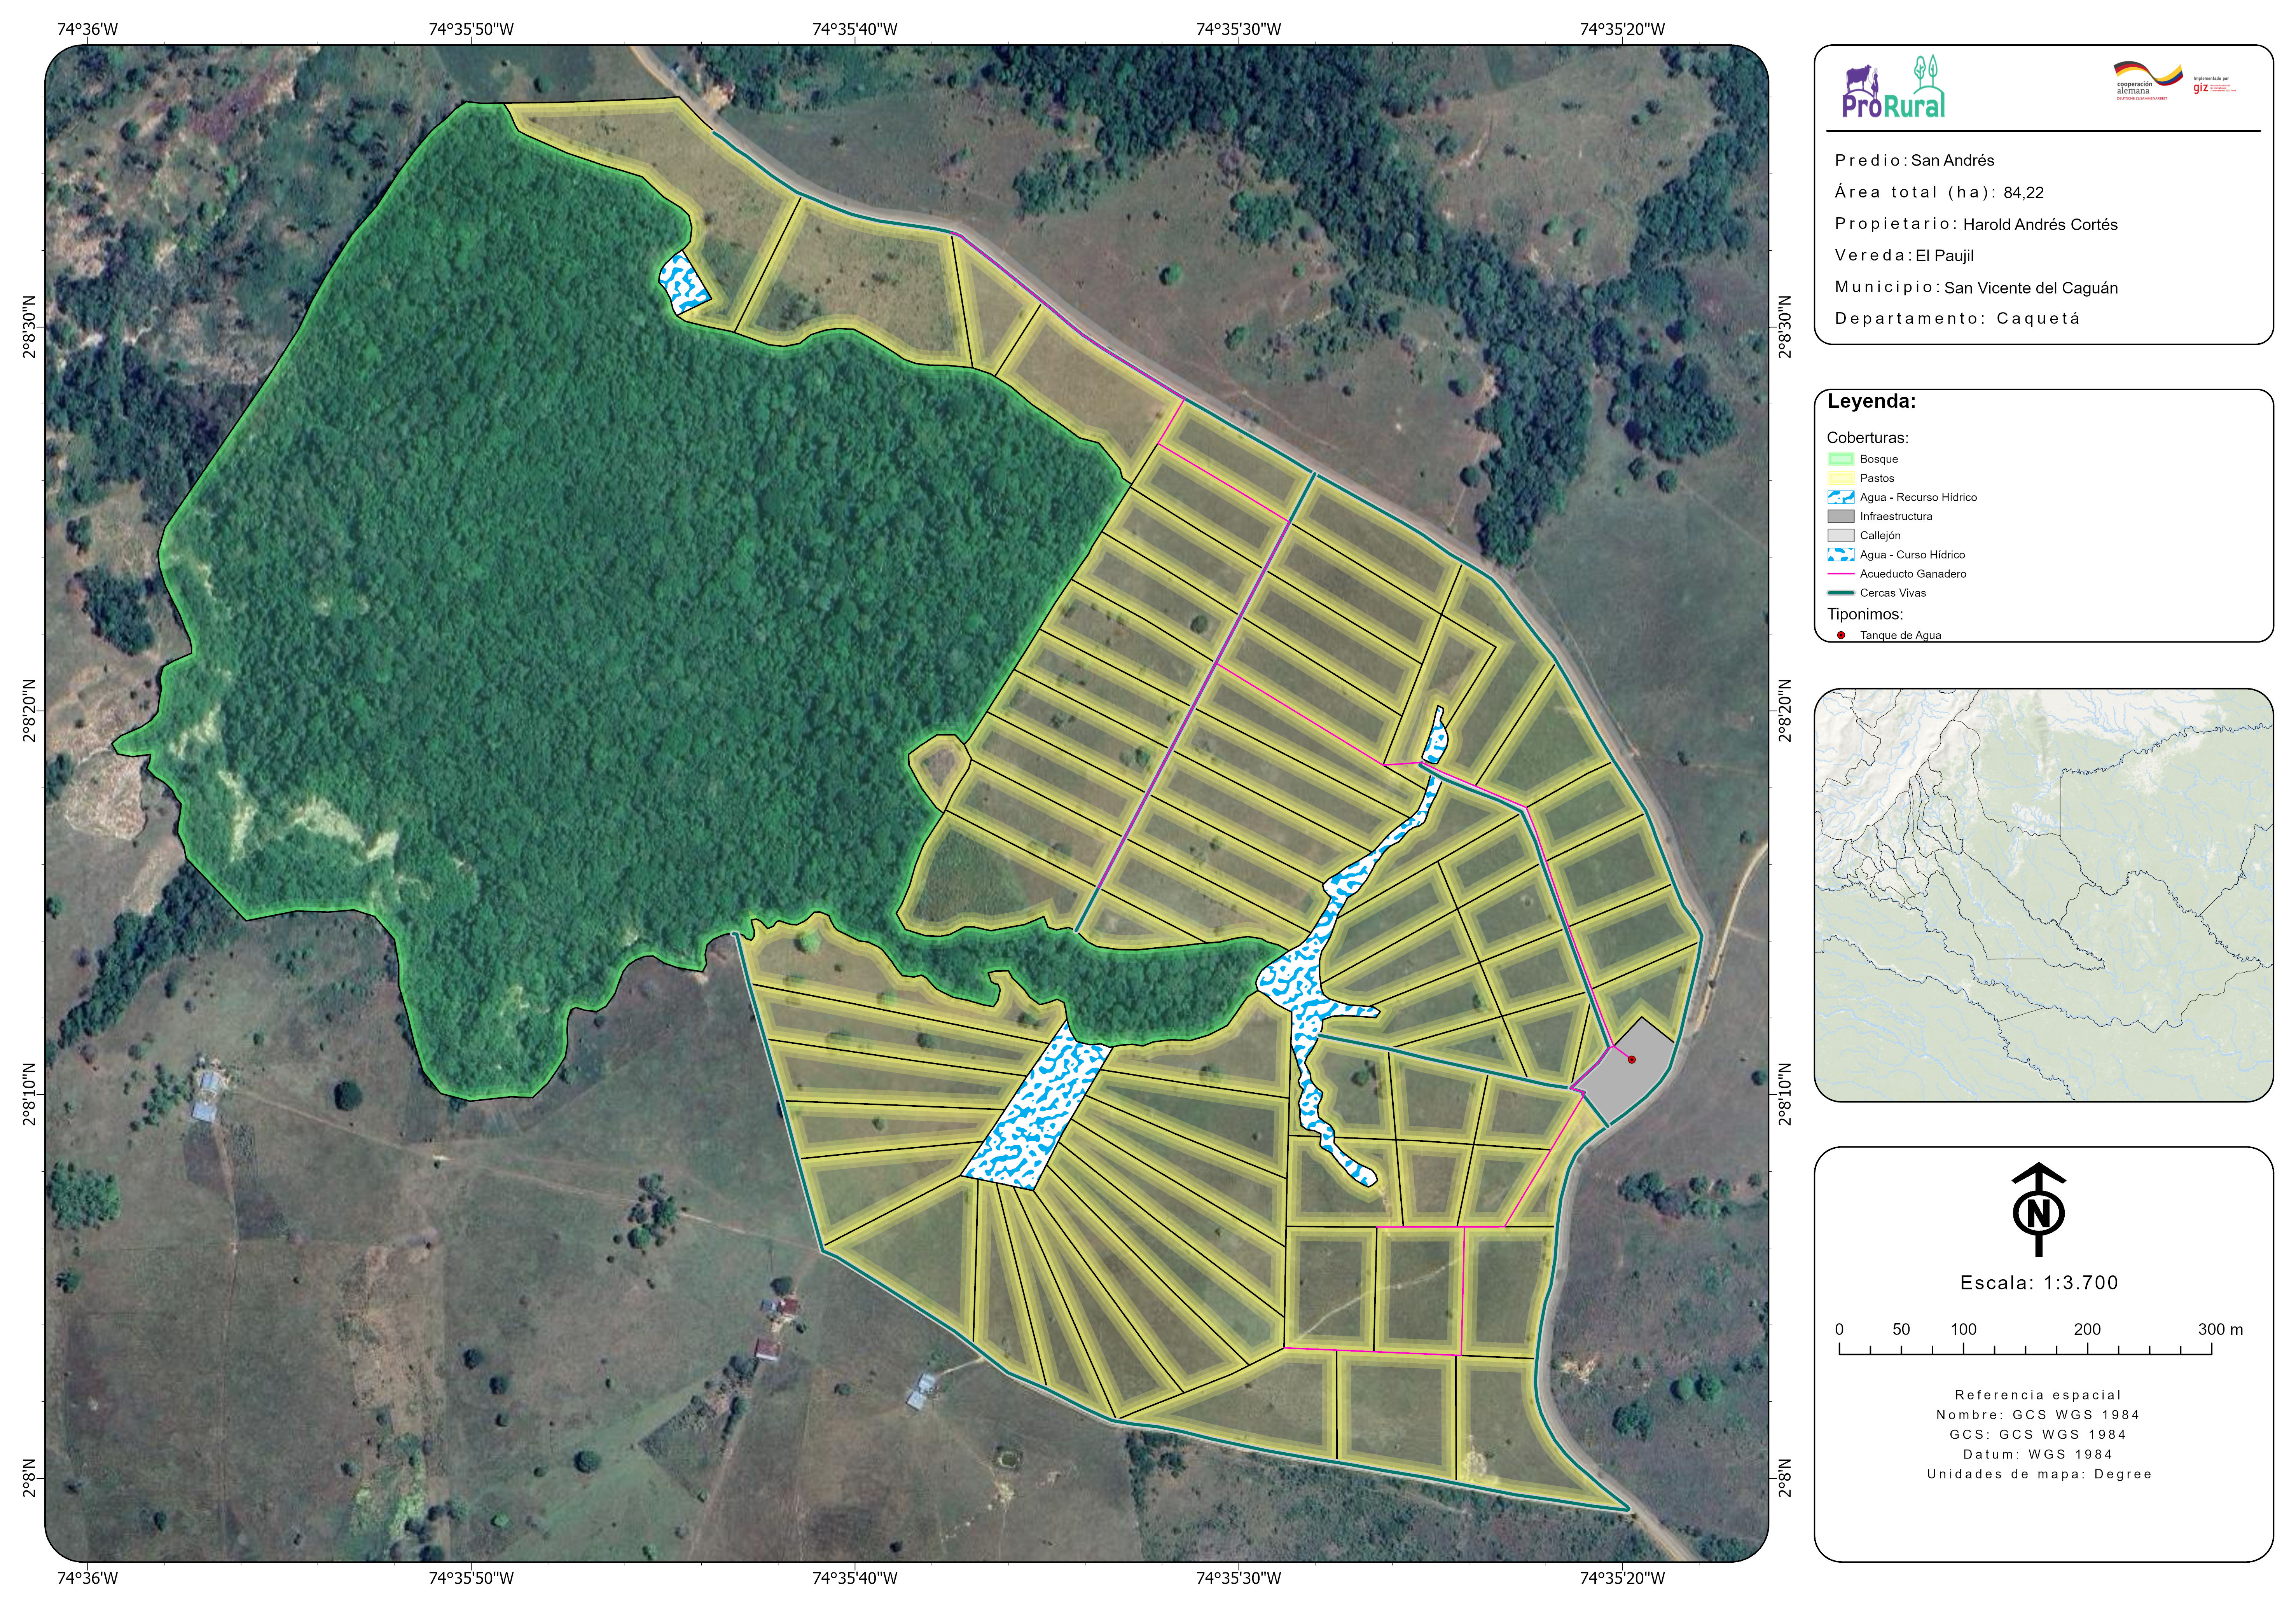 74°36'W 74°35'50"W 74°35'40"W 74°35'30"W 74°35'20"W
2°8'30"N 2°8'30"N
2°8'20"N 2°8'20"N
2°8'10"N 2°8'10"N
2°8'N 2°8'N
74°36'W 74°35'50"W 74°35'40"W 74°35'30"W 74°35'20"W
ProRural
cooperación
alemana
DEUTSCHE ZUSAMMENARBEIT
Implementada por
giz
Predio: San Andrés
Área total (ha): 84,22
Propietario: Harold Andrés Cortés
Vereda: El Paujil
Municipio: San Vicente del Caguán
Departamento: Caquetá
Leyenda:
Coberturas:
Bosque
Pastos
Agua - Recurso Hídrico
Infraestructura
Callejón
Agua - Curso Hídrico
Acueducto Ganadero
Cercas Vivas
Tiponimos:
Tanque de Agua
N
Escala: 1:3.700
0 50 100 200 300 m
Referencia espacial
Nombre: GCS WGS 1984
GCS: GCS WGS 1984
Datum: WGS 1984
Unidades de mapa: Degree